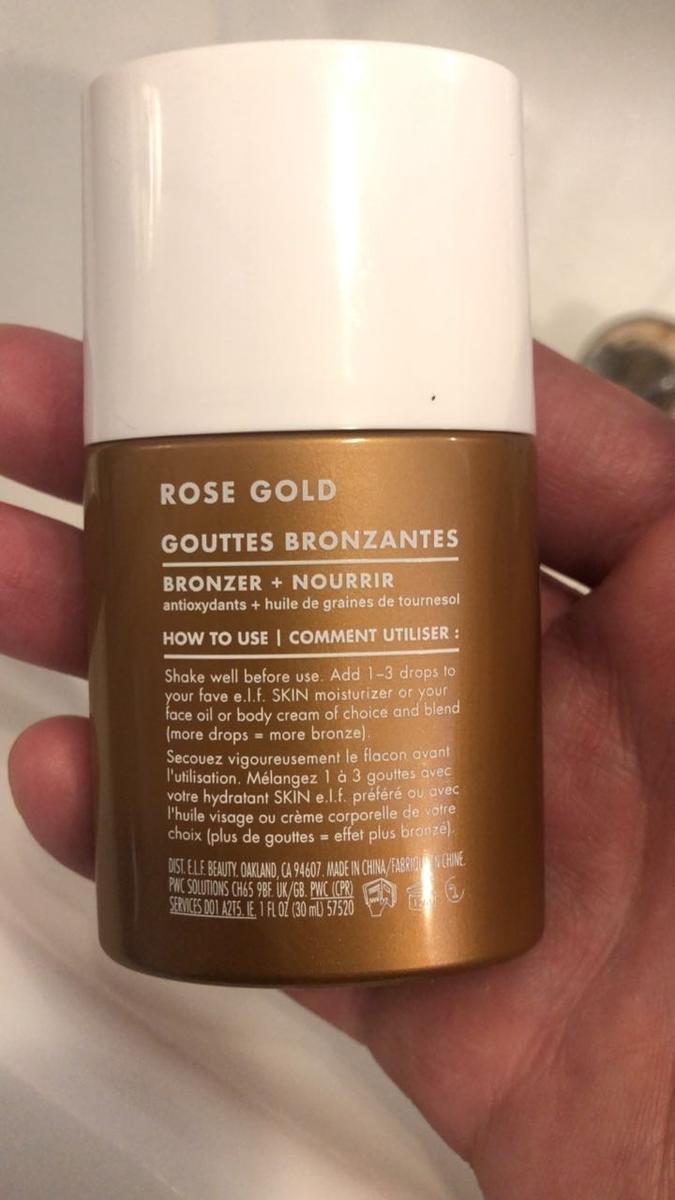 ROSE GOLD
GOUTTES BRONZANTES
BRONZER + NOURRIR
antioxydants + huile de graines de tournesol
HOW TO USE | COMMENT UTILISER :
Shake well before use. Add 1–3 drops to
your fave e.l.f. SKIN moisturizer or your
face oil or body cream of choice and blend
(more drops = more bronze).
Secouez vigoureusement le flacon avant
l'utilisation. Mélangez 1 à 3 gouttes avec
votre hydratant SKIN e.l.f. préféré ou avec
l'huile visage ou crème corporelle de votre
choix (plus de gouttes = effet plus bronzé).
DIST. E.L.F. BEAUTY. OAKLAND, CA 94607. MADE IN CHINA/ CHINE.
PWC SOLUTIONS CH65 9BF. UK/GB. PWC (CPR)
SERVICES D01 A2T5. IE. 1 FL OZ (30 mL) 57520